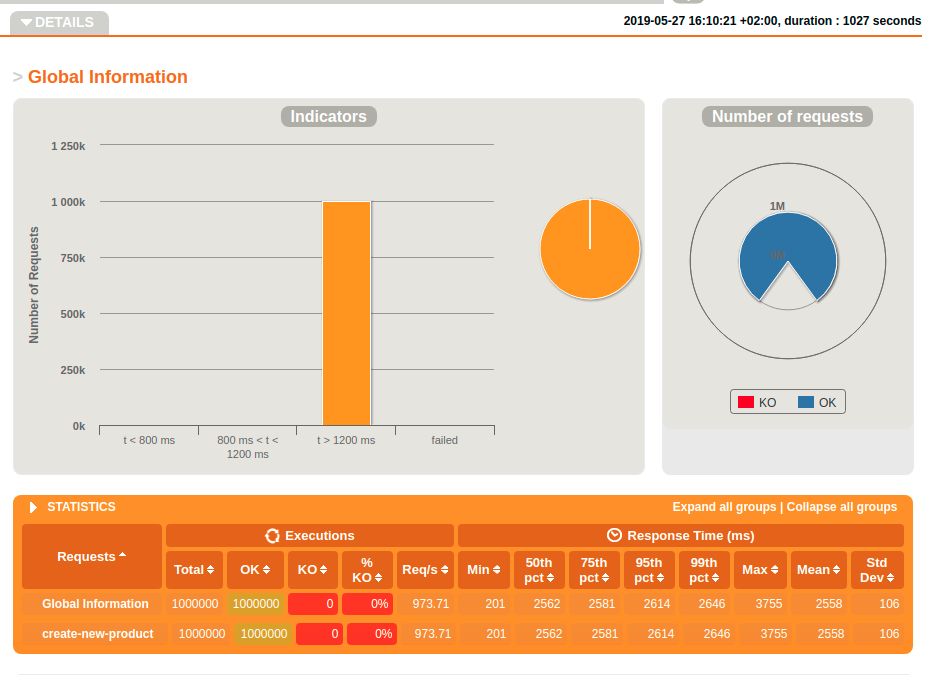 DETAILS
2019-05-27 16:10:21 +02:00, duration : 1027 seconds
> Global Information
Indicators
Number of requests
1 250k
1 000k
750k
500k
250k
0k
Number of Requests
t < 800 ms
800 ms < t <
1200 ms
t > 1200 ms
failed
1M
0M
KO OK
STATISTICS
Expand all groups | Collapse all groups
Requests
Executions
Response Time (ms)
Total OK KO % KO Req/s Min 50th pct 75th pct 95th pct 99th pct Max Mean Std Dev
Global Information 1000000 1000000 0 0% 973.71 201 2562 2581 2614 2646 3755 2558 106
create-new-product 1000000 1000000 0 0% 973.71 201 2562 2581 2614 2646 3755 2558 106